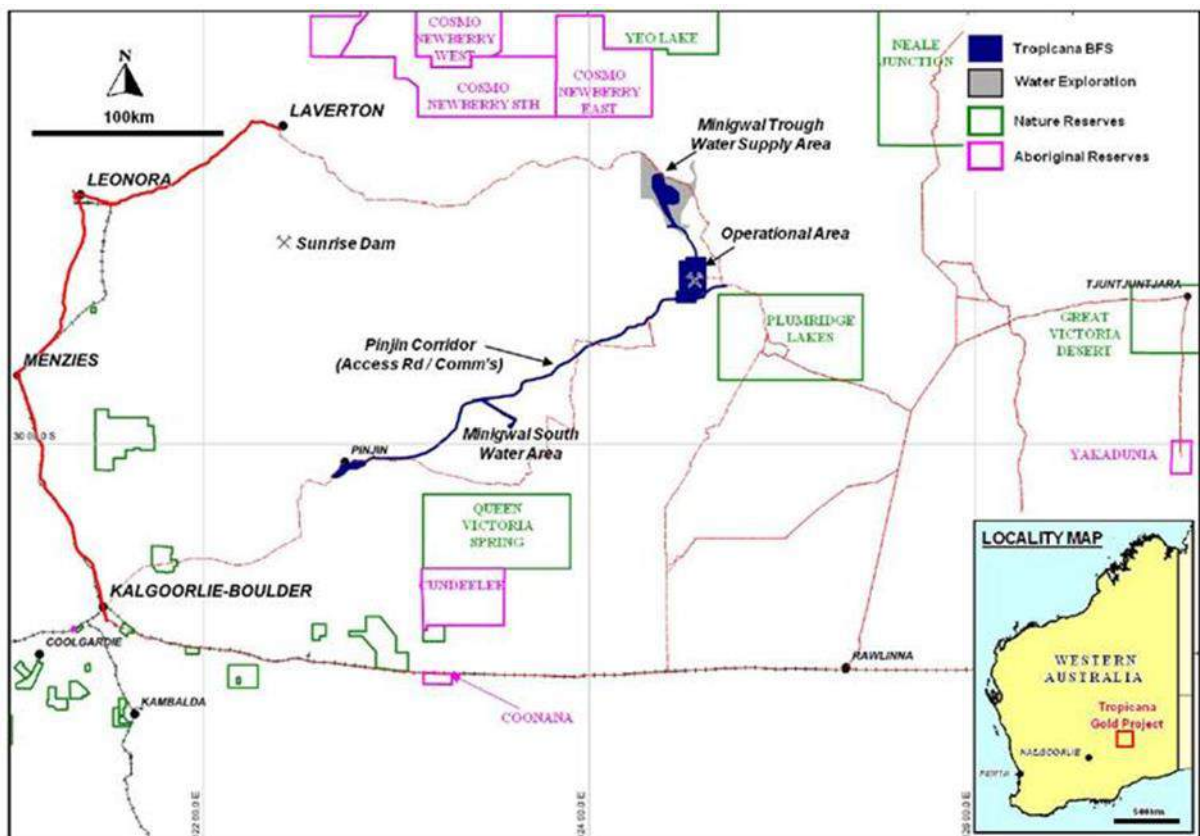 COSMO
NEWBERRY
WEST
YEO LAKE
NEALE
JUNCTION
Tropicana BFS
Water Exploration
Nature Reserves
Aboriginal Reserves
N
100km
COSMO
NEWBERRY STH
COSMO
NEWBERRY
EAST
LAVERTON
Minigwal Trough
Water Supply Area
LEONORA
Sunrise Dam
Operational Area
TJUNTJUNTJARA
PLUMRIDGE
LAKES
GREAT
VICTORIA
DESERT
MENZIES
Pinjin Corridor
(Access Rd / Comm's)
Minigwal South
Water Area
PINJIN
YAKADUNIA
QUEEN
VICTORIA
SPRING
CUNDEELEE
KALGOORLIE-BOULDER
COOLGARDIE
KAMBALDA
COONANA
RAWLINNA
LOCALITY MAP
WESTERN
AUSTRALIA
Tropicana
Gold Project
KALGOORLIE
PERTH
500km